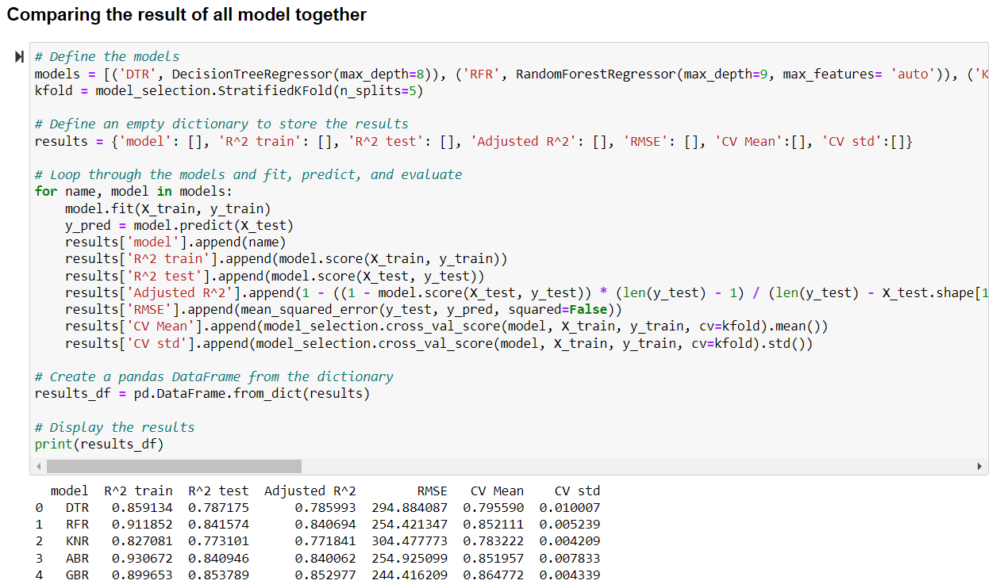 Comparing the result of all model together
# Define the models
models = [('DTR', DecisionTreeRegressor(max_depth=8)), ('RFR', RandomForestRegressor(max_depth=9, max_features= 'auto')), ('K
kfold = model_selection.StratifiedKFold(n_splits=5)
# Define an empty dictionary to store the results
results = {'model': [], 'R^2 train': [], 'R^2 test': [], 'Adjusted R^2': [], 'RMSE': [], 'CV Mean':[], 'CV std':[]}
# Loop through the models and fit, predict, and evaluate
for name, model in models:
    model.fit(X_train, y_train)
    y_pred = model.predict(X_test)
    results['model'].append(name)
    results['R^2 train'].append(model.score(X_train, y_train))
    results['R^2 test'].append(model.score(X_test, y_test))
    results['Adjusted R^2'].append(1 - ((1 - model.score(X_test, y_test)) * (len(y_test) - 1) / (len(y_test) - X_test.shape[1
    results['RMSE'].append(mean_squared_error(y_test, y_pred, squared=False))
    results['CV Mean'].append(model_selection.cross_val_score(model, X_train, y_train, cv=kfold).mean())
    results['CV std'].append(model_selection.cross_val_score(model, X_train, y_train, cv=kfold).std())
# Create a pandas DataFrame from the dictionary
results_df = pd.DataFrame.from_dict(results)
# Display the results
print(results_df)
  model  R^2 train  R^2 test  Adjusted R^2        RMSE   CV Mean    CV std
0   DTR   0.859134  0.787175      0.785993  294.884087  0.795590  0.010007
1   RFR   0.911852  0.841574      0.840694  254.421347  0.852111  0.005239
2   KNR   0.827081  0.773101      0.771841  304.477773  0.783222  0.004209
3   ABR   0.930672  0.840946      0.840062  254.925099  0.851957  0.007833
4   GBR   0.899653  0.853789      0.852977  244.416209  0.864772  0.004339